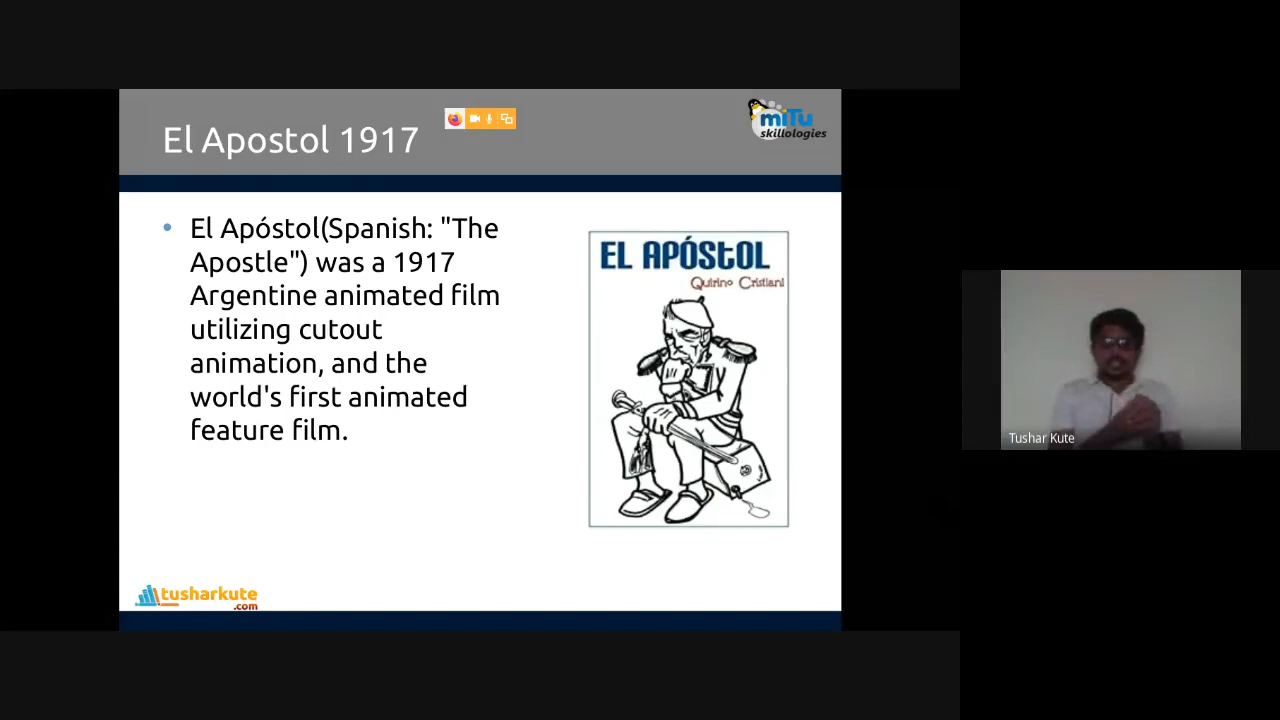 El Apostol 1917
miTu
skillologies
El Apóstol(Spanish: "The
Apostle") was a 1917
Argentine animated film
utilizing cutout
animation, and the
world's first animated
feature film.
EL APÓStOL
Quirino Cristiani
tusharkute
.com
Tushar Kute